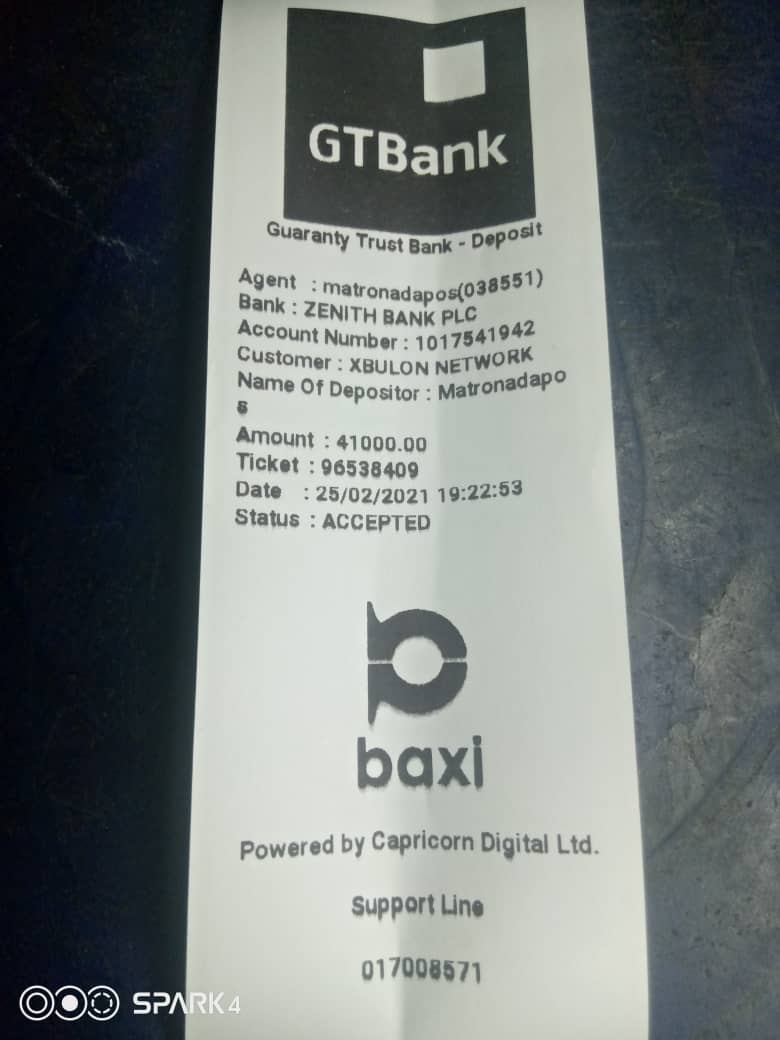 GTBank
Guaranty Trust Bank - Deposit
Agent : matronadapos(038551)
Bank : ZENITH BANK PLC
Account Number : 1017541942
Customer : XBULON NETWORK
Name Of Depositor : Matronadapo
s
Amount : 41000.00
Ticket : 96538409
Date : 25/02/2021 19:22:53
Status : ACCEPTED
baxi
Powered by Capricorn Digital Ltd.
Support Line
017008571
SPARK 4